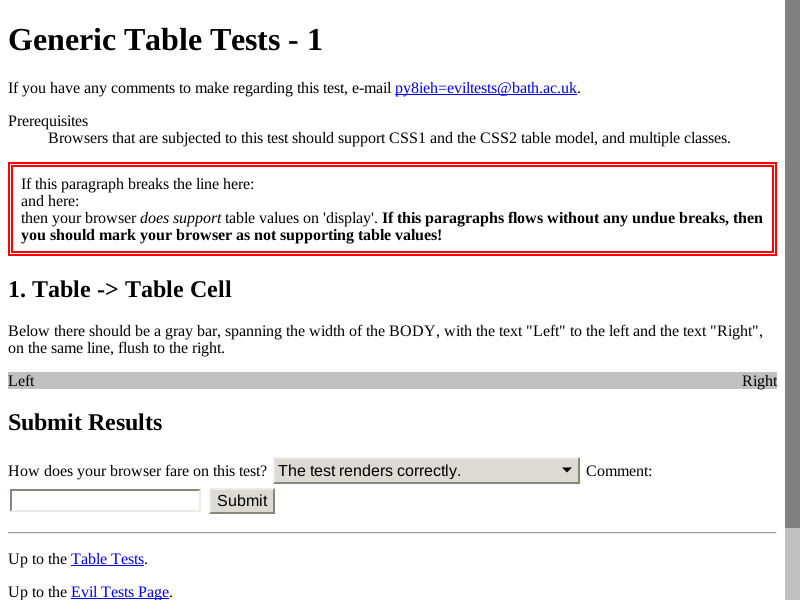 Generic Table Tests - 1
If you have any comments to make regarding this test, e-mail py8ieh=eviltests@bath.ac.uk.
Prerequisites
Browsers that are subjected to this test should support CSS1 and the CSS2 table model, and multiple classes.
If this paragraph breaks the line here:
and here:
then your browser does support table values on 'display'. If this paragraphs flows without any undue breaks, then
you should mark your browser as not supporting table values!
1. Table -> Table Cell
Below there should be a gray bar, spanning the width of the BODY, with the text "Left" to the left and the text "Right",
on the same line, flush to the right.
Left Right
Submit Results
How does your browser fare on this test? The test renders correctly. Comment:
Submit
Up to the Table Tests.
Up to the Evil Tests Page.